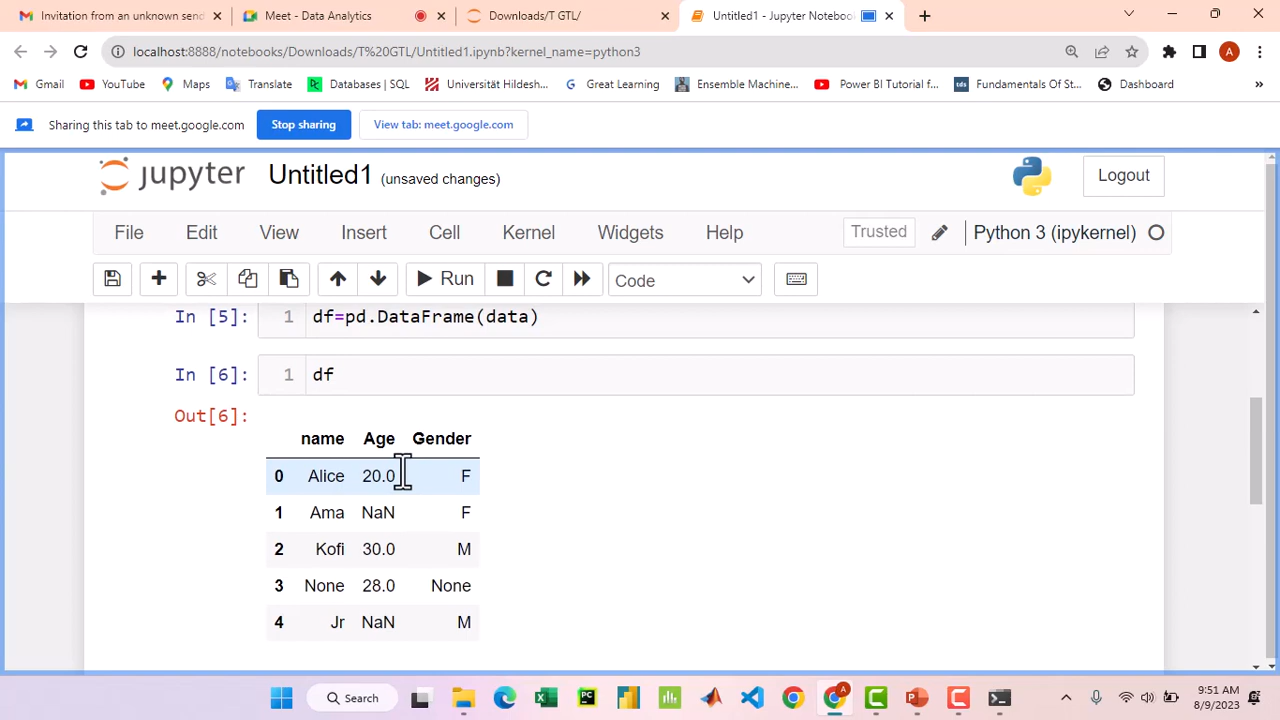 Invitation from an unknown send
Meet - Data Analytics
Downloads/T GTL/
Untitled1 - Jupyter Noteboo
localhost:8888/notebooks/Downloads/T%20GTL/Untitled1.ipynb?kernel_name=python3
A
Gmail
YouTube
Maps
Translate
Databases | SQL
Universität Hildesh...
Great Learning
Ensemble Machine...
Power BI Tutorial f...
tds
Fundamentals Of St...
Dashboard
»
Sharing this tab to meet.google.com
Stop sharing
View tab: meet.google.com
jupyter Untitled1 (unsaved changes)
Logout
File Edit View Insert Cell Kernel Widgets Help
Trusted
Python 3 (ipykernel)
Run
Code
In [5]: 1 df=pd.DataFrame(data)
In [6]: 1 df
Out[6]:
name Age Gender
0 Alice 20.0 F
1 Ama NaN F
2 Kofi 30.0 M
3 None 28.0 None
4 Jr NaN M
Search
9:51 AM
8/9/2023